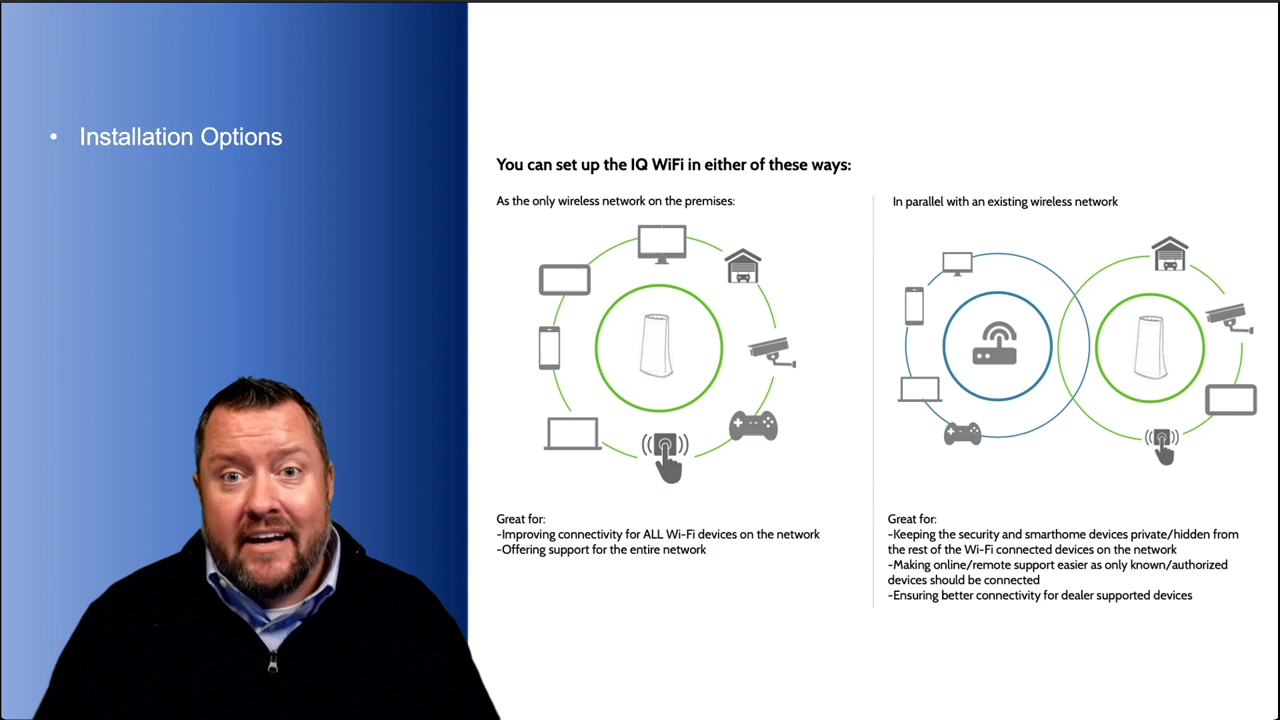 • Installation Options
You can set up the IQ WiFi in either of these ways:
As the only wireless network on the premises:
Great for:
-Improving connectivity for ALL Wi-Fi devices on the network
-Offering support for the entire network
In parallel with an existing wireless network
Great for:
-Keeping the security and smarthome devices private/hidden from
the rest of the Wi-Fi connected devices on the network
-Making online/remote support easier as only known/authorized
devices should be connected
-Ensuring better connectivity for dealer supported devices